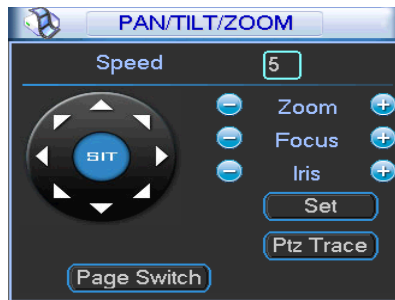 PAN/TILT/ZOOM
Speed 5
Zoom
Focus
SIT
Iris
Set
Ptz Trace
Page Switch